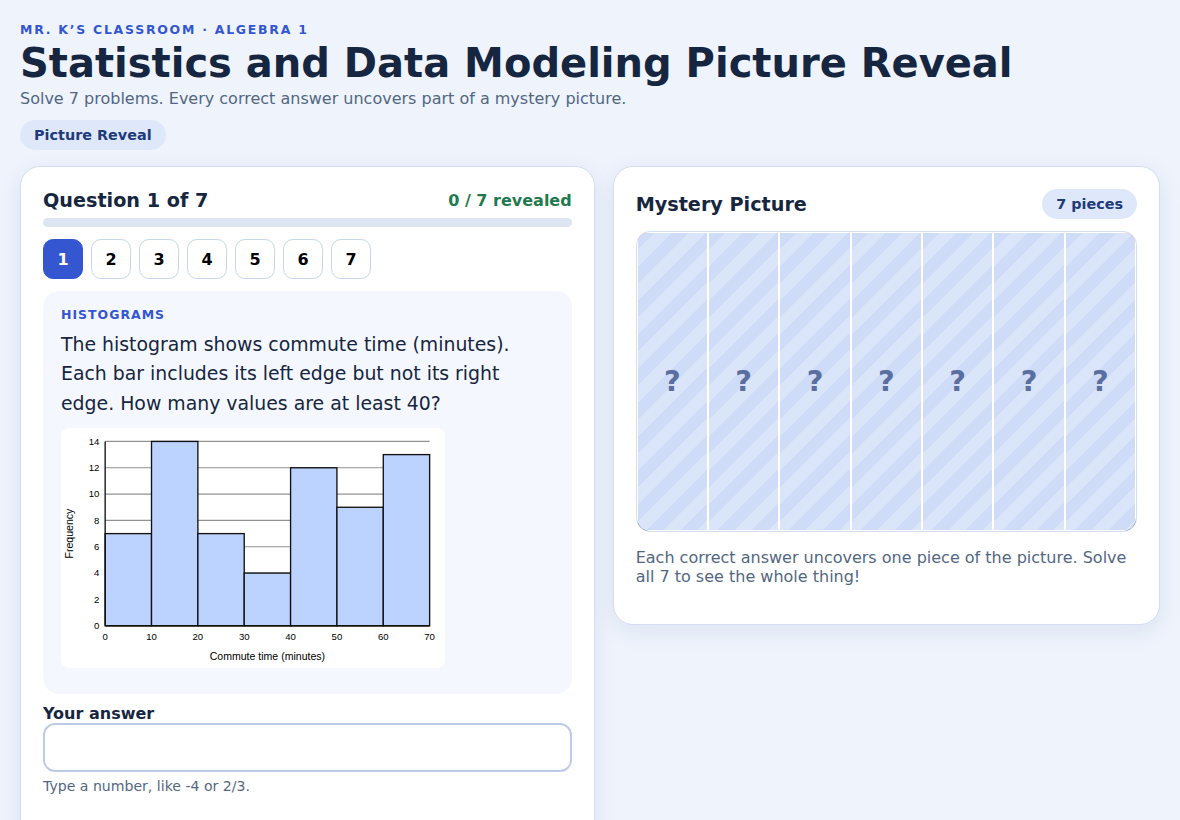 MR. K’S CLASSROOM · ALGEBRA 1
Statistics and Data Modeling Picture Reveal
Solve 7 problems. Every correct answer uncovers part of a mystery picture.
Picture Reveal
Question 1 of 7
0 / 7 revealed
1 2 3 4 5 6 7
HISTOGRAMS
The histogram shows commute time (minutes).
Each bar includes its left edge but not its right
edge. How many values are at least 40?
14
12
10
8
6
4
2
0
Frequency
0 10 20 30 40 50 60 70
Commute time (minutes)
Your answer
Type a number, like -4 or 2/3.
Mystery Picture
7 pieces
? ? ? ? ? ? ?
Each correct answer uncovers one piece of the picture. Solve
all 7 to see the whole thing!